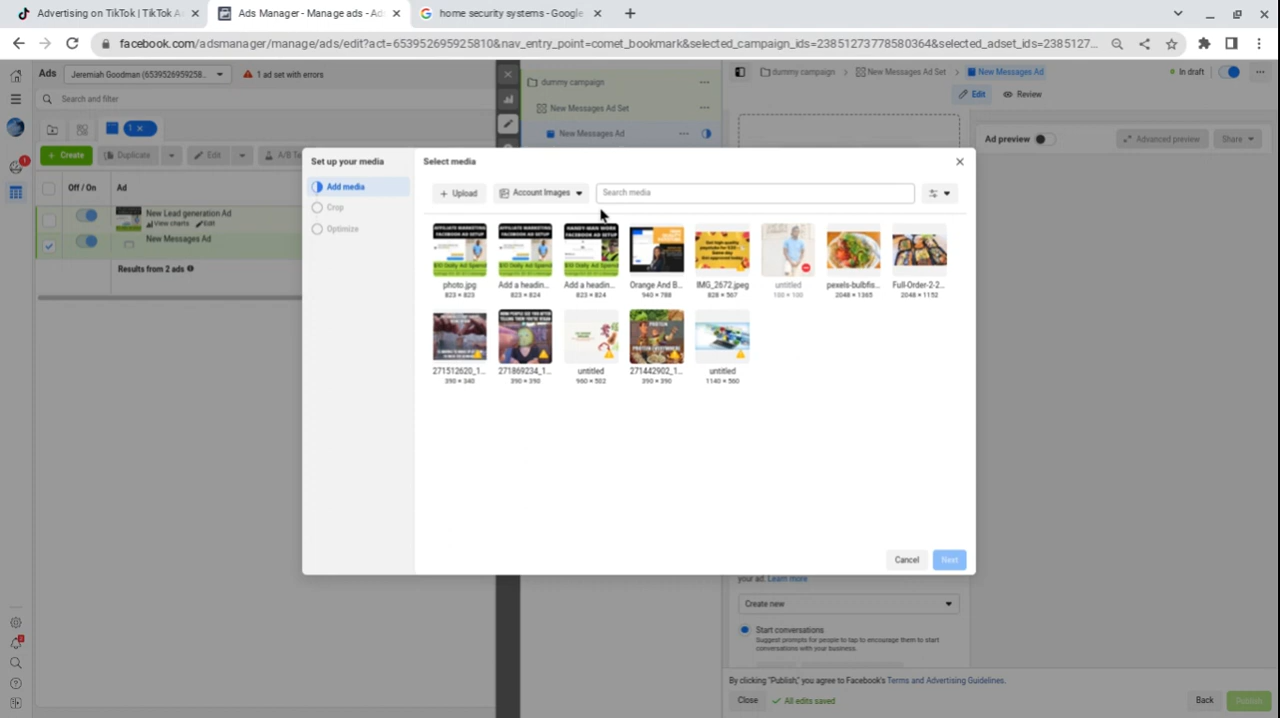 Advertising on TikTok | TikTok A
Ads Manager - Manage ads - Ads
home security systems - Google
facebook.com/adsmanager/manage/ads/edit?act=653952695925810&nav_entry_point=comet_bookmark&selected_campaign_ids=23851273778580364&selected_adset_ids=2385127...
Ads
Jeremiah Goodman (6539526959258...
1 ad set with errors
Search and filter
1 ×
+ Create
Duplicate
Edit
A/B Te
Off / On
Ad
New Lead generation Ad
View charts
Edit
New Messages Ad
Results from 2 ads
dummy campaign
New Messages Ad Set
New Messages Ad
dummy campaign
New Messages Ad Set
New Messages Ad
In draft
Edit
Review
Ad preview
Advanced preview
Share
Set up your media
Add media
Crop
Optimize
Select media
+ Upload
Account Images
Search media
photo.jpg
823 × 823
Add a headin...
823 × 824
Add a headin...
823 × 824
Orange And B...
940 × 788
IMG_2672.jpeg
828 × 567
untitled
100 × 100
pexels-bulbfis...
2048 × 1365
Full-Order-2-2...
2048 × 1152
271512620_1...
390 × 340
271869234_1...
390 × 390
untitled
960 × 502
271442902_1...
390 × 390
untitled
1140 × 560
Cancel
Next
your ad. Learn more
Create new
Start conversations
Suggest prompts for people to tap to encourage them to start
conversations with your business.
By clicking "Publish," you agree to Facebook's Terms and Advertising Guidelines.
Close
All edits saved
Back
Publish